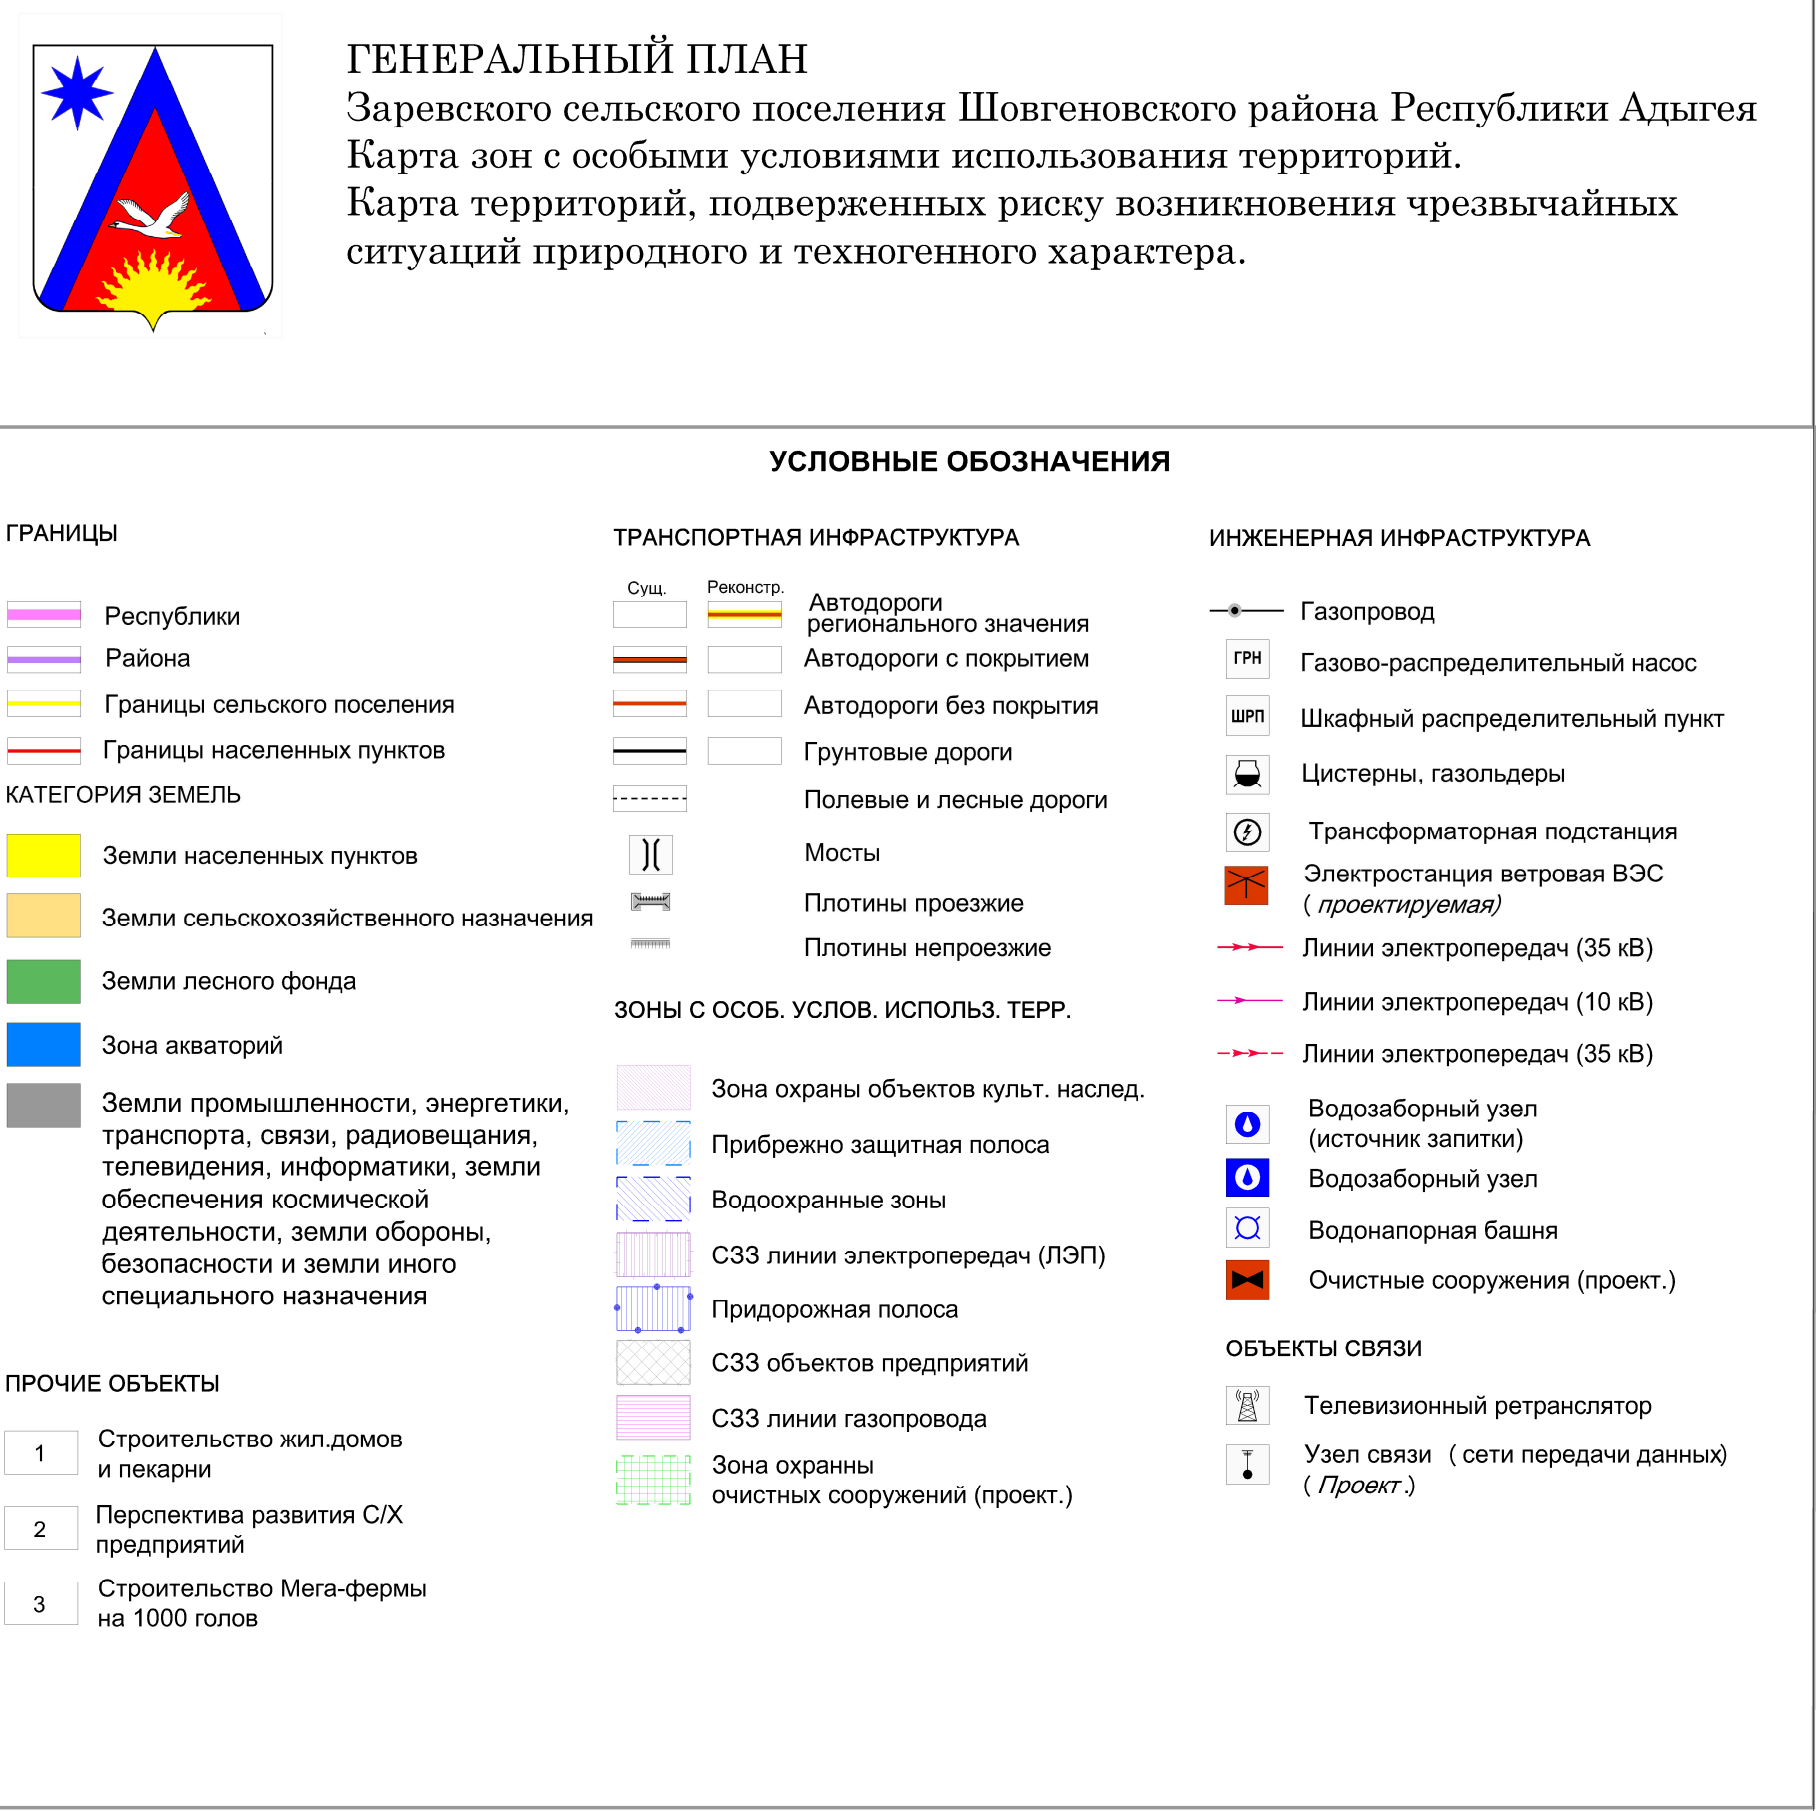 ГЕНЕРАЛЬНЫЙ ПЛАН
Заревского сельского поселения Шовгеновского района Республики Адыгея
Карта зон с особыми условиями использования территорий.
Карта территорий, подверженных риску возникновения чрезвычайных
ситуаций природного и техногенного характера.
УСЛОВНЫЕ ОБОЗНАЧЕНИЯ
ГРАНИЦЫ
Республики
Района
Границы сельского поселения
Границы населенных пунктов
КАТЕГОРИЯ ЗЕМЕЛЬ
Земли населенных пунктов
Земли сельскохозяйственного назначения
Земли лесного фонда
Зона акваторий
Земли промышленности, энергетики,
транспорта, связи, радиовещания,
телевидения, информатики, земли
обеспечения космической
деятельности, земли обороны,
безопасности и земли иного
специального назначения
ПРОЧИЕ ОБЪЕКТЫ
1 Строительство жил.домов
и пекарни
2 Перспектива развития С/Х
предприятий
3 Строительство Мега-фермы
на 1000 голов
ТРАНСПОРТНАЯ ИНФРАСТРУКТУРА
Сущ. Реконстр.
Автодороги
регионального значения
Автодороги с покрытием
Автодороги без покрытия
Грунтовые дороги
Полевые и лесные дороги
Мосты
Плотины проезжие
Плотины непроезжие
ЗОНЫ С ОСОБ. УСЛОВ. ИСПОЛЬЗ. ТЕРР.
Зона охраны объектов культ. наслед.
Прибрежно защитная полоса
Водоохранные зоны
СЗЗ линии электропередач (ЛЭП)
Придорожная полоса
СЗЗ объектов предприятий
СЗЗ линии газопровода
Зона охранны
очистных сооружений (проект.)
ИНЖЕНЕРНАЯ ИНФРАСТРУКТУРА
Газопровод
ГРН Газово-распределительный насос
ШРП Шкафный распределительный пункт
Цистерны, газольдеры
Трансформаторная подстанция
Электростанция ветровая ВЭС
( проектируемая)
Линии электропередач (35 кВ)
Линии электропередач (10 кВ)
Линии электропередач (35 кВ)
Водозаборный узел
(источник запитки)
Водозаборный узел
Водонапорная башня
Очистные сооружения (проект.)
ОБЪЕКТЫ СВЯЗИ
Телевизионный ретранслятор
Узел связи ( сети передачи данных)
( Проект.)